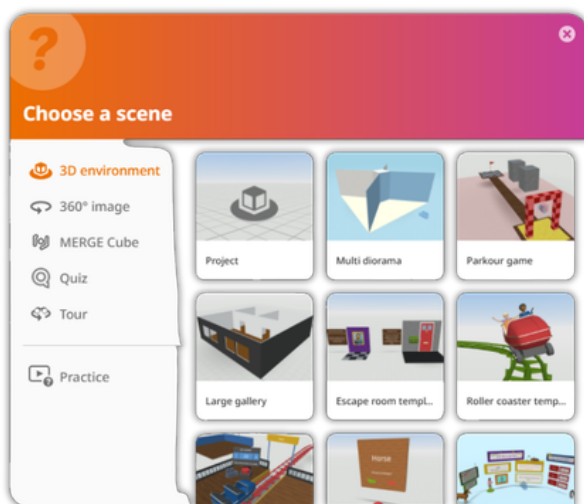 ?
Choose a scene
3D environment
360° image
MERGE Cube
Quiz
Tour
Practice
Project
Multi diorama
Parkour game
Large gallery
Escape room templ...
Roller coaster temp...
Horse